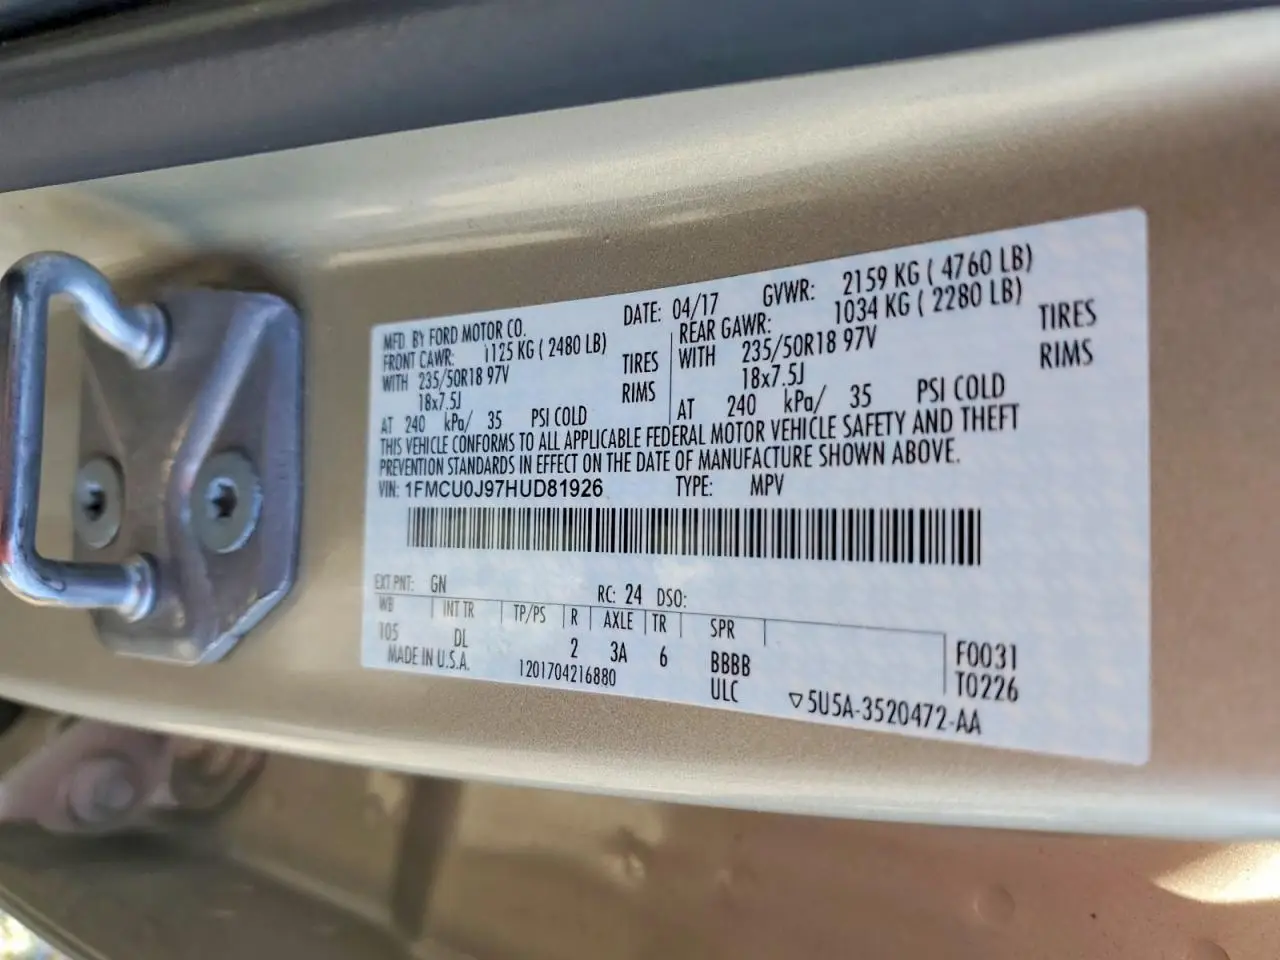 MFD. BY FORD MOTOR CO.
DATE: 04/17
GVWR: 2159 KG ( 4760 LB)
FRONT GAWR: 1125 KG ( 2480 LB)
WITH 235/50R18 97V TIRES
18x7.5J RIMS
AT 240 kPa/ 35 PSI COLD
REAR GAWR: 1034 KG ( 2280 LB)
WITH 235/50R18 97V TIRES
18x7.5J RIMS
AT 240 kPa/ 35 PSI COLD
THIS VEHICLE CONFORMS TO ALL APPLICABLE FEDERAL MOTOR VEHICLE SAFETY AND THEFT
PREVENTION STANDARDS IN EFFECT ON THE DATE OF MANUFACTURE SHOWN ABOVE.
VIN: 1FMCU0J97HUD81926 TYPE: MPV
EXT PNT: GN RC: 24 DSO:
WB INT TR TP/PS R AXLE TR SPR
105 DL 2 3A 6 BBBB F0031
MADE IN U.S.A. 1201704216880 ULC T0226
▽5U5A-3520472-AA